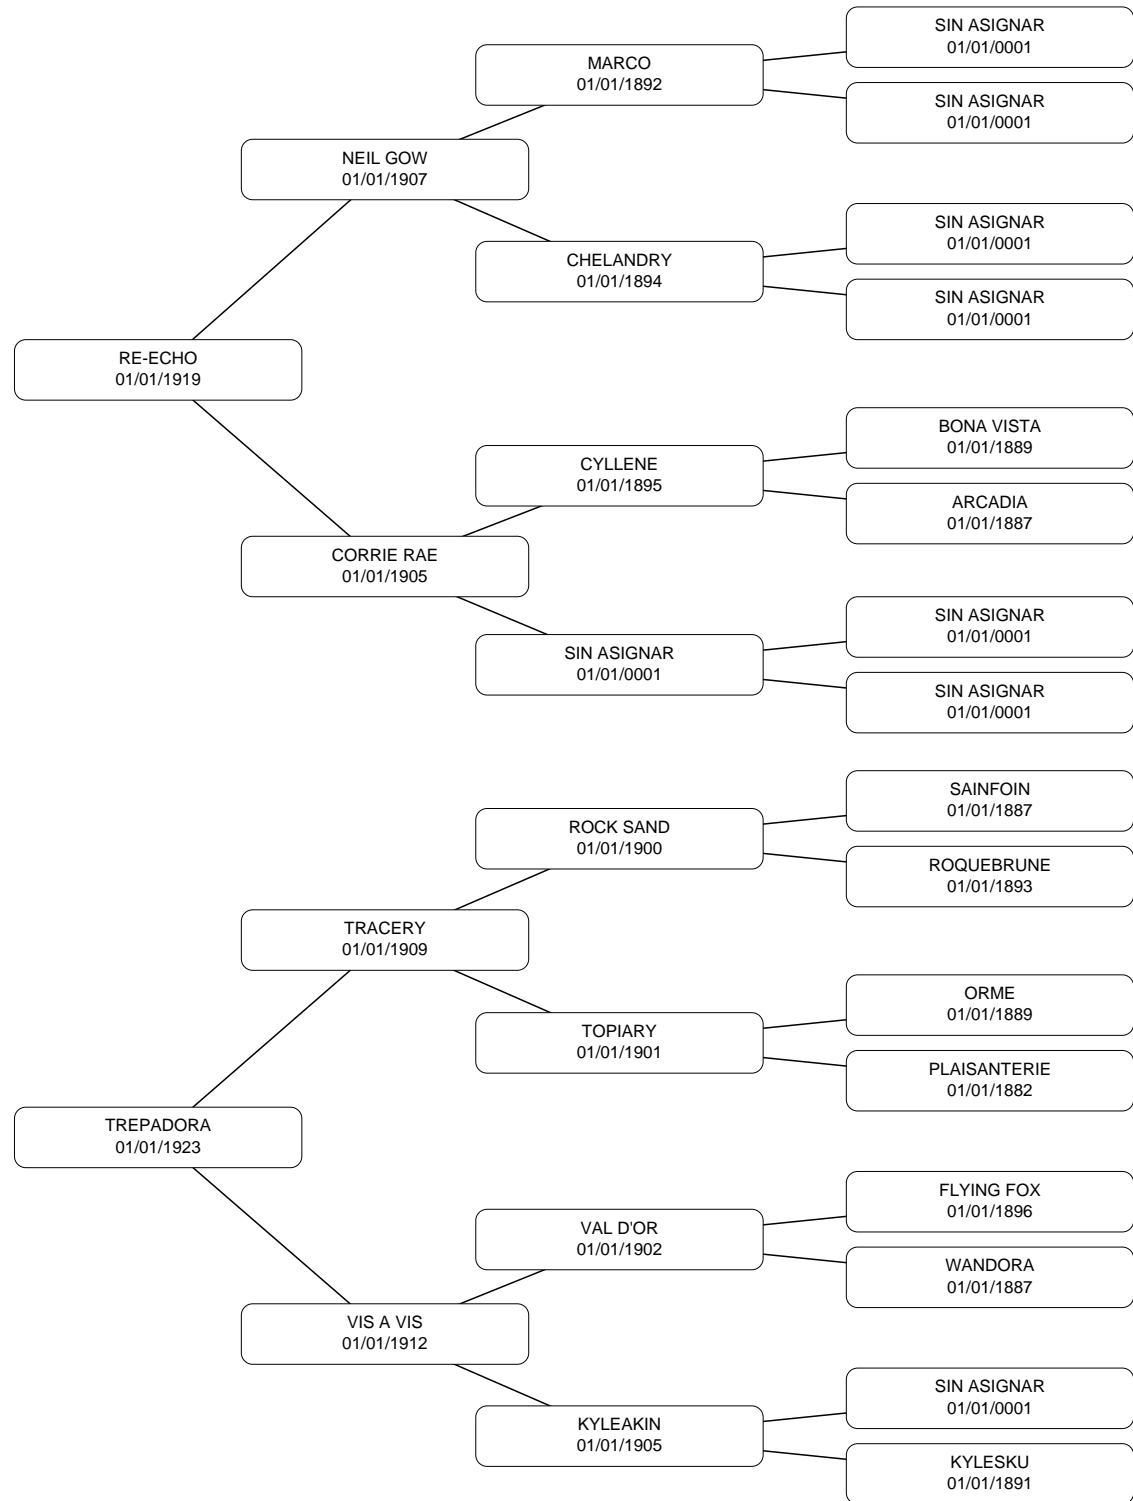 SIN ASIGNAR
01/01/0001
MARCO
01/01/1892
SIN ASIGNAR
01/01/0001
NEIL GOW
01/01/1907
SIN ASIGNAR
01/01/0001
CHELANDRY
01/01/1894
SIN ASIGNAR
01/01/0001
RE-ECHO
01/01/1919
BONA VISTA
01/01/1889
CYLLENE
01/01/1895
ARCADIA
01/01/1887
CORRIE RAE
01/01/1905
SIN ASIGNAR
01/01/0001
SIN ASIGNAR
01/01/0001
SIN ASIGNAR
01/01/0001
SAINFOIN
01/01/1887
ROCK SAND
01/01/1900
ROQUEBRUNE
01/01/1893
TRACERY
01/01/1909
ORME
01/01/1889
TOPIARY
01/01/1901
PLAISANTERIE
01/01/1882
TREPADORA
01/01/1923
FLYING FOX
01/01/1896
VAL D'OR
01/01/1902
WANDORA
01/01/1887
VIS A VIS
01/01/1912
SIN ASIGNAR
01/01/0001
KYLEAKIN
01/01/1905
KYLESKU
01/01/1891